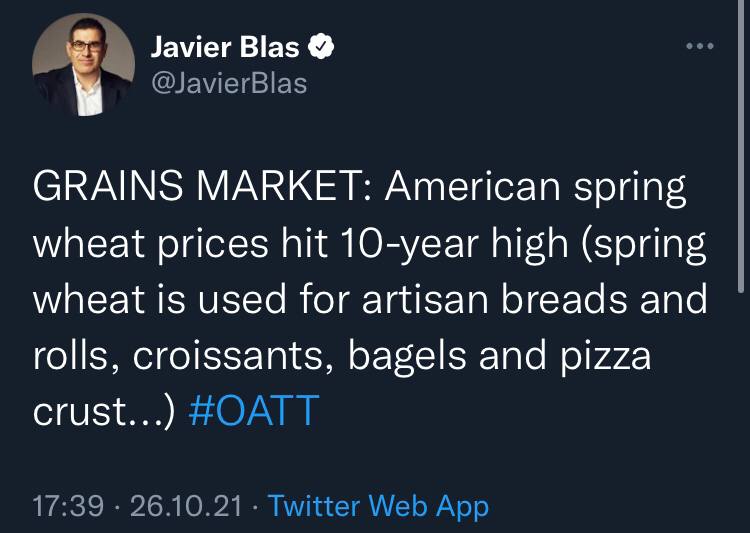 Javier Blas
@JavierBlas
GRAINS MARKET: American spring
wheat prices hit 10-year high (spring
wheat is used for artisan breads and
rolls, croissants, bagels and pizza
crust...) #OATT
17:39 · 26.10.21 · Twitter Web App